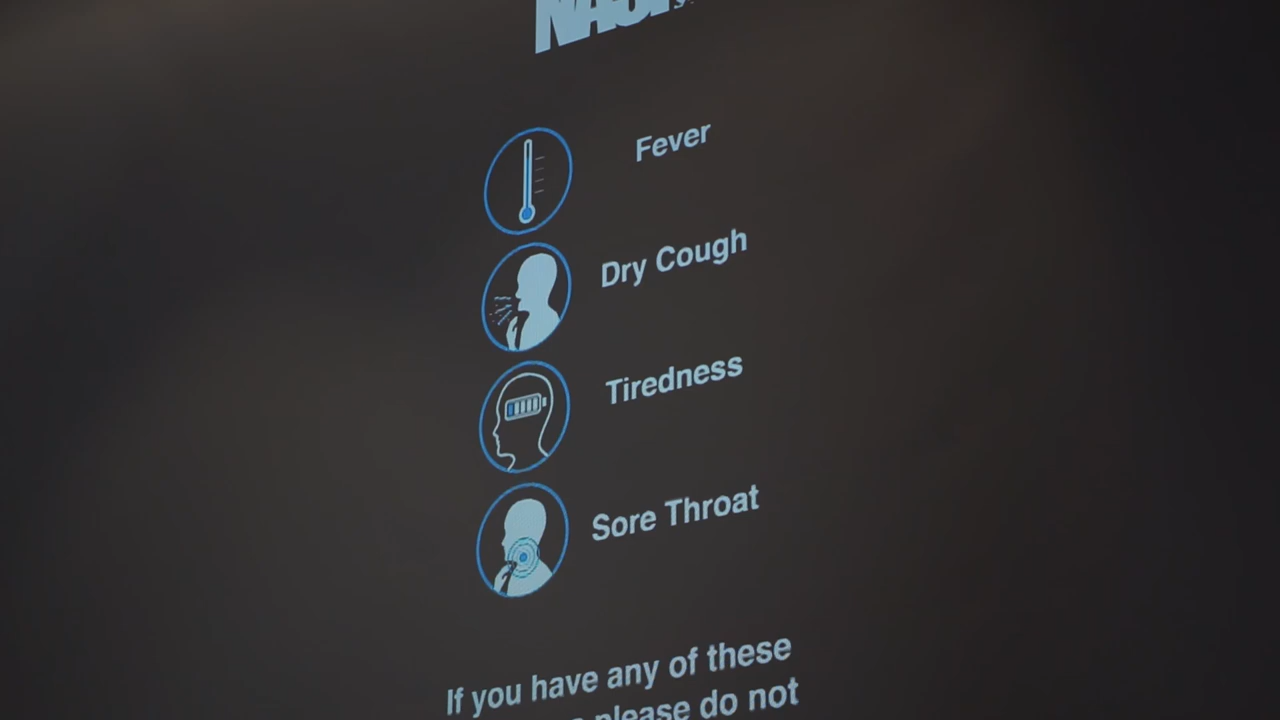 Fever
Dry Cough
Tiredness
Sore Throat
If you have any of these
please do not